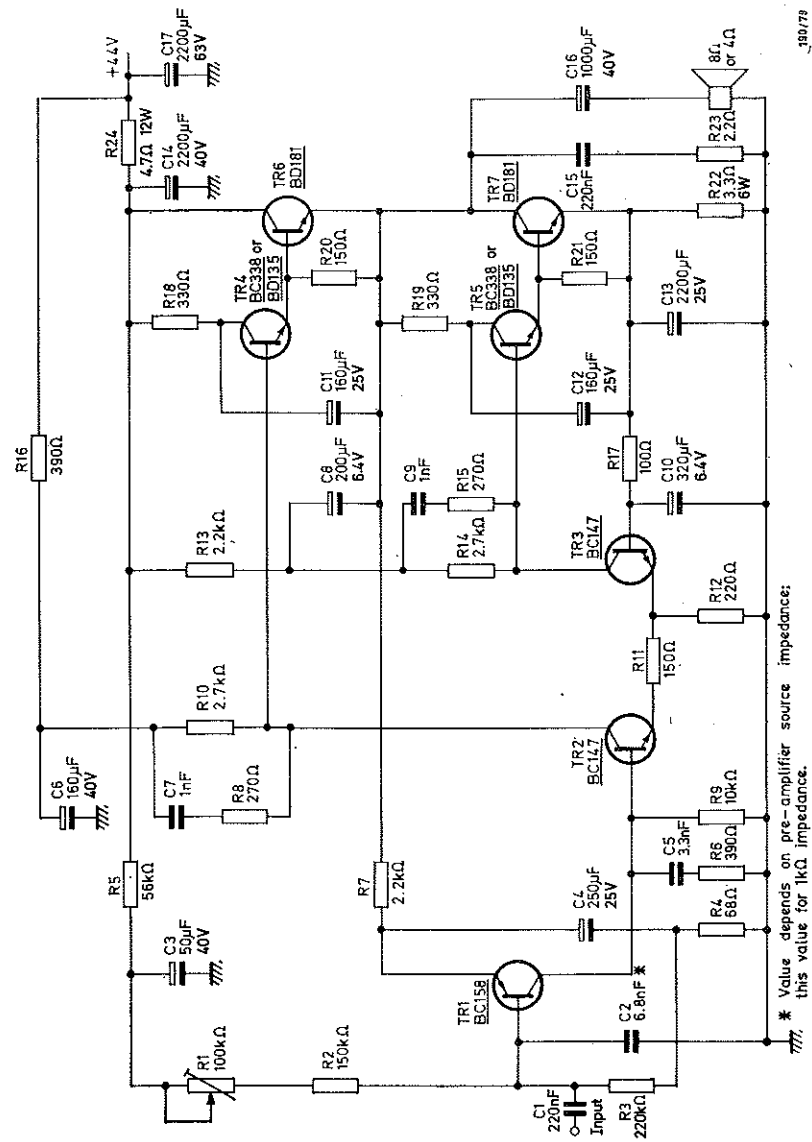 +44V
C17
2200µF
63V
R24
4.7Ω 12W
C14
2200µF
40V
TR6
BD181
R20
150Ω
TR4
BC338 or
BD135
R18
330Ω
C11
160µF
25V
R16
390Ω
R13
2.2kΩ
C8
200µF
6.4V
C9
1nF
R15
270Ω
R14
2.7kΩ
R19
330Ω
TR5
BC338 or
BD135
C12
160µF
25V
TR7
BD181
R21
150Ω
C16
1000µF
40V
C15
220nF
8Ω
or 4Ω
R23
2.2Ω
R22
3.3Ω
6W
C13
2200µF
25V
R17
100Ω
C10
320µF
6.4V
TR3
BC147
R12
220Ω
R11
150Ω
TR2
BC147
R10
2.7kΩ
C7
1nF
R8
270Ω
C6
160µF
40V
R5
56kΩ
R7
2.2kΩ
C3
50µF
40V
R1
100kΩ
R2
150kΩ
TR1
BC158
C4
250µF
25V
C5
3.3nF
R9
10kΩ
R6
390Ω
R4
68Ω
C2
6.8nF *
C1
220nF
Input
R3
220kΩ
* Value depends on pre-amplifier source impedance;
this value for 1kΩ impedance.
190/79